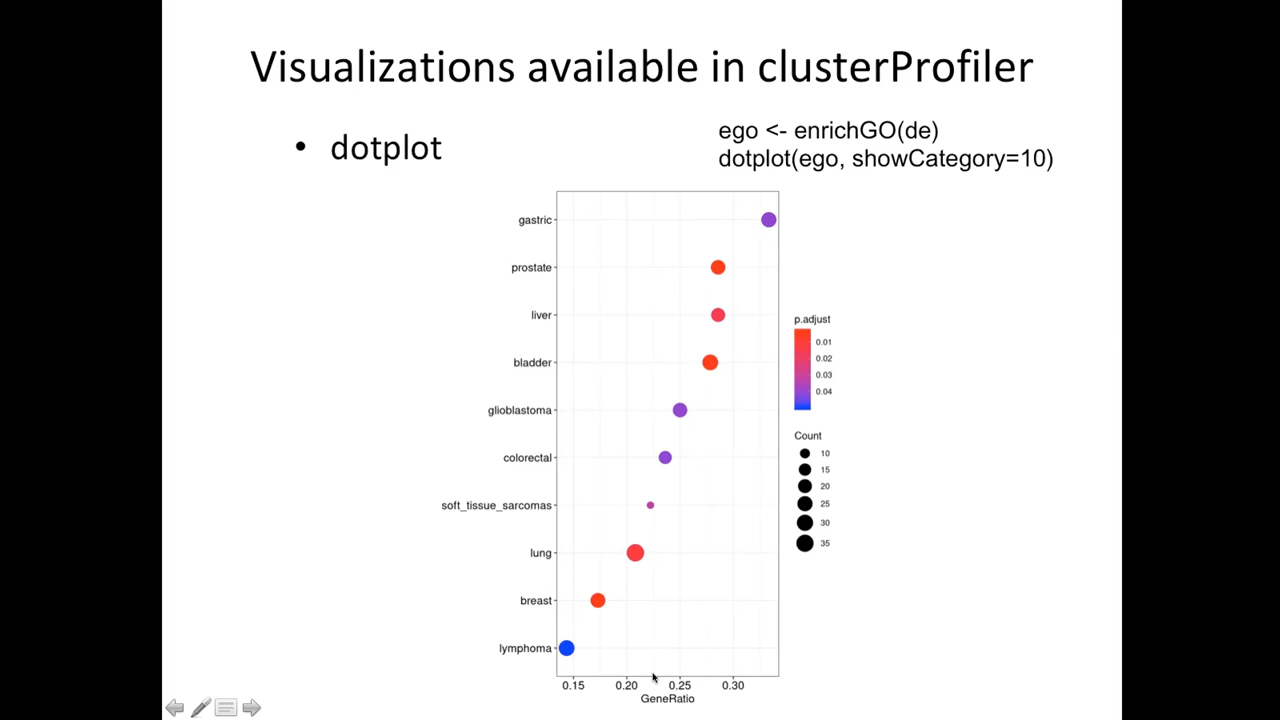 Visualizations available in clusterProfiler
• dotplot
ego <- enrichGO(de)
dotplot(ego, showCategory=10)
gastric
prostate
liver
bladder
glioblastoma
colorectal
soft_tissue_sarcomas
lung
breast
lymphoma
0.15 0.20 0.25 0.30
GeneRatio
p.adjust
0.01
0.02
0.03
0.04
Count
10
15
20
25
30
35